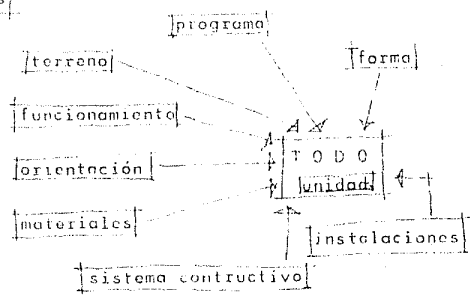 programa
terreno
forma
funcionamiento
TODO
orientación
unidad
materiales
instalaciones
sistema contructivo